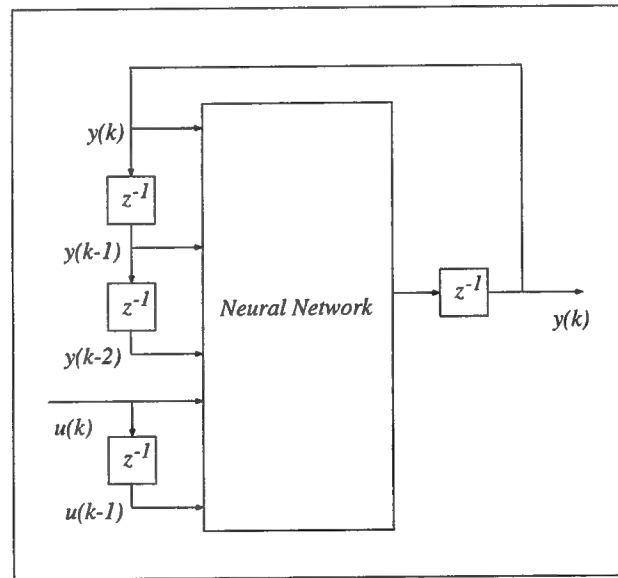 y(k)
z-1
y(k-1)
z-1
Neural Network
z-1
y(k)
y(k-2)
u(k)
z-1
u(k-1)